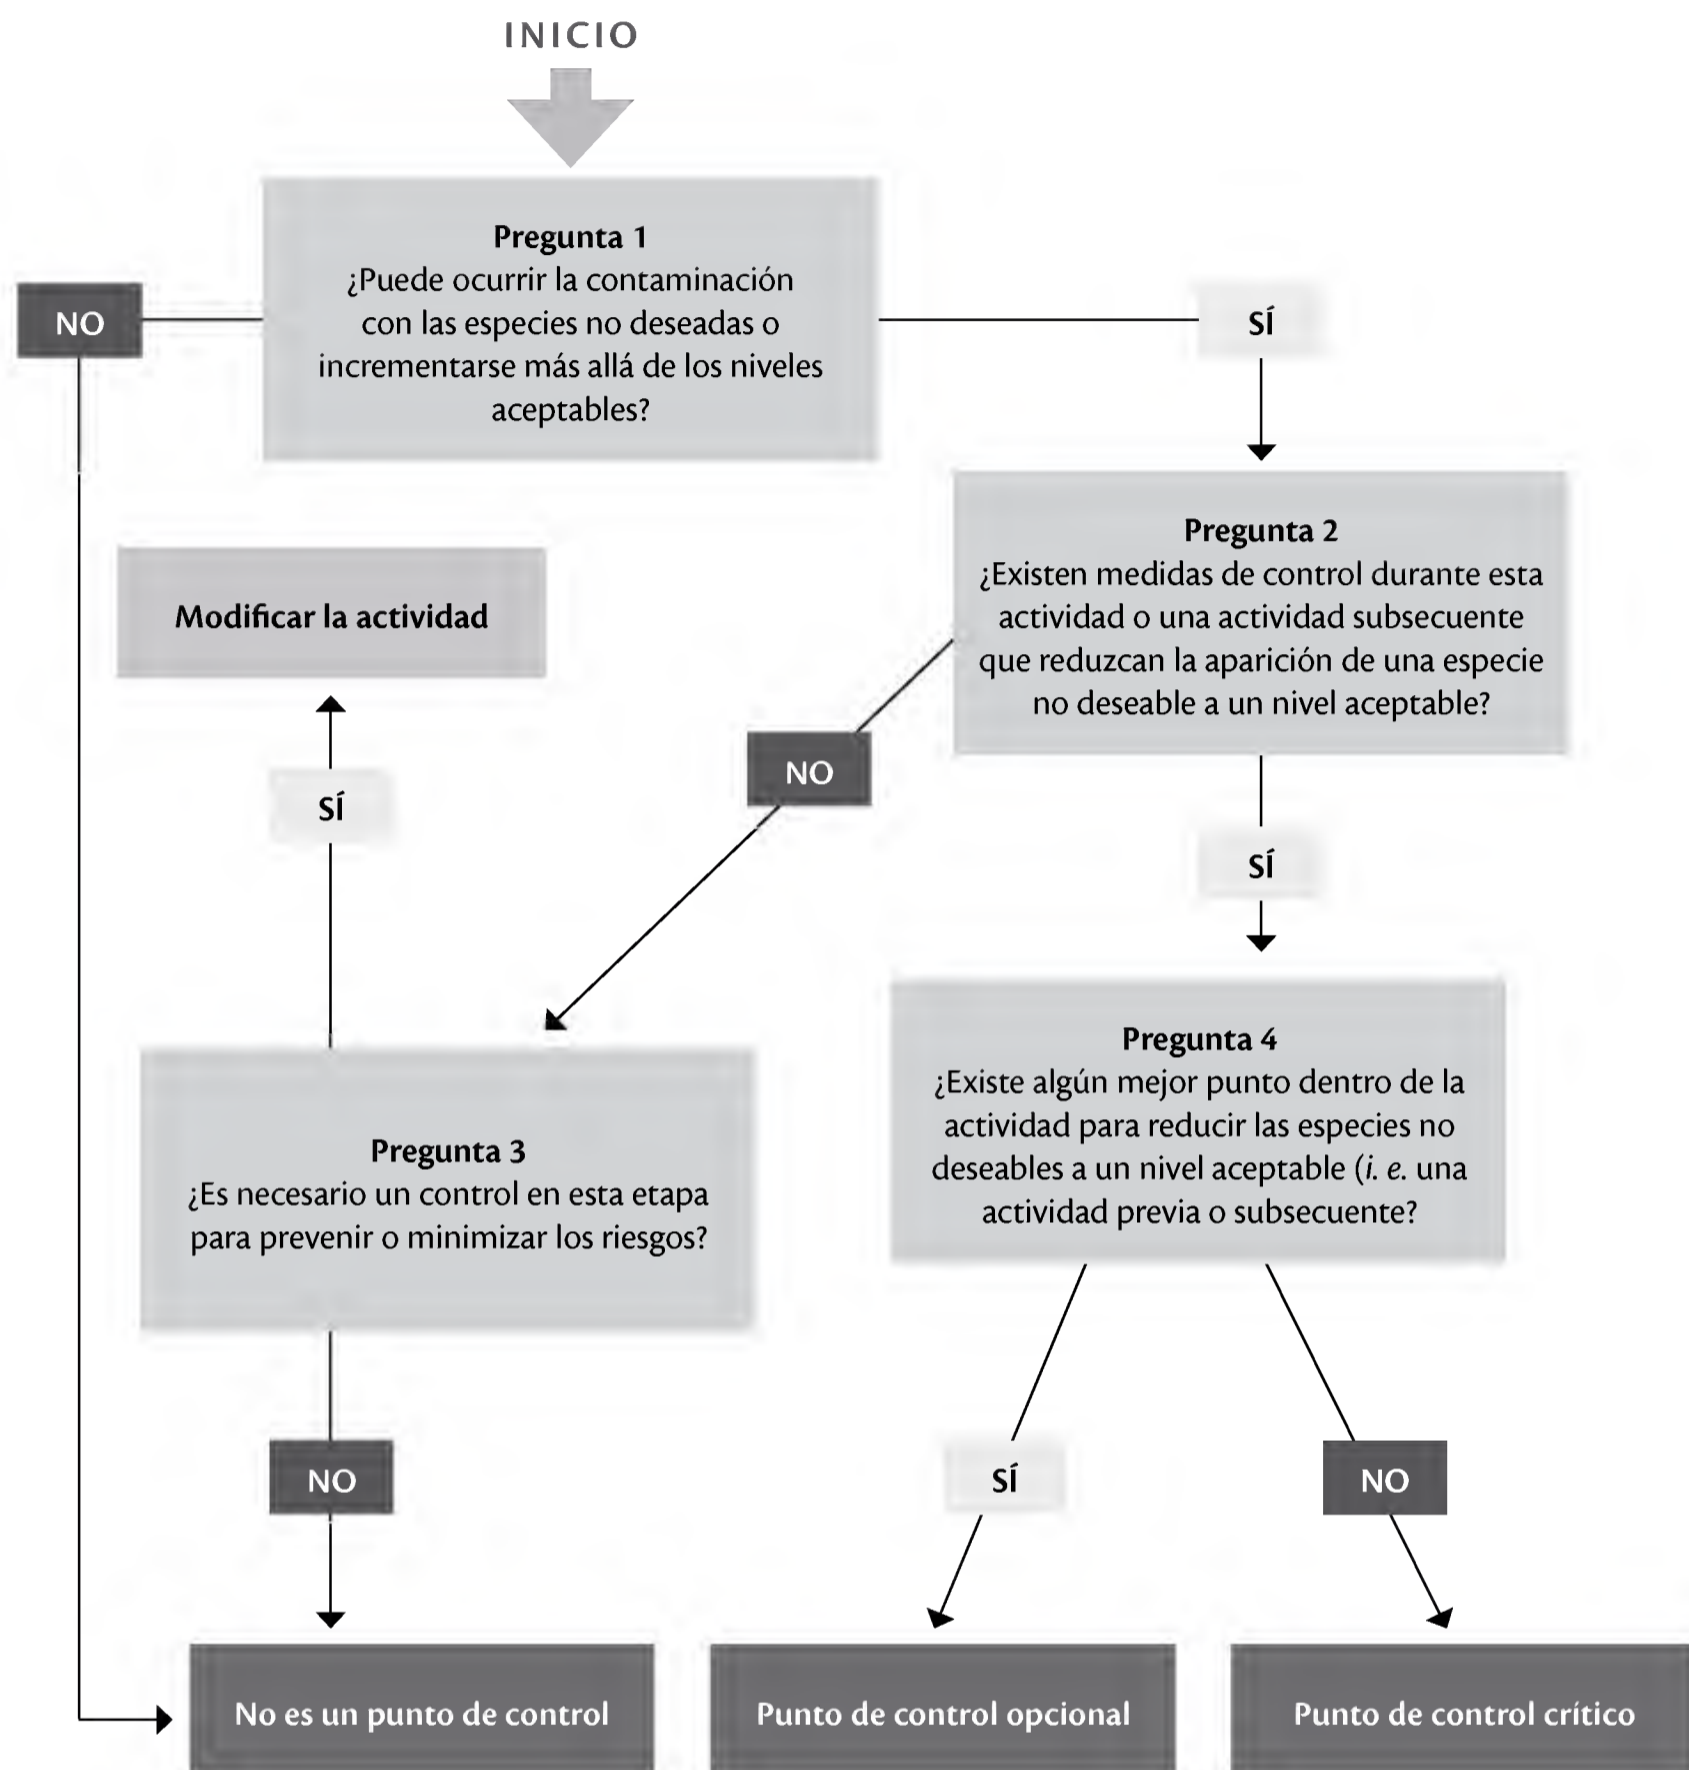 INICIO
Pregunta 1
¿Puede ocurrir la contaminación
con las especies no deseadas o
incrementarse más allá de los niveles
aceptables?
NO
SÍ
Pregunta 2
¿Existen medidas de control durante esta
actividad o una actividad subsecuente
que reduzcan la aparición de una especie
no deseable a un nivel aceptable?
Modificar la actividad
NO
SÍ
SÍ
Pregunta 4
¿Existe algún mejor punto dentro de la
actividad para reducir las especies no
deseables a un nivel aceptable (i. e. una
actividad previa o subsecuente?
Pregunta 3
¿Es necesario un control en esta etapa
para prevenir o minimizar los riesgos?
NO
SÍ
NO
No es un punto de control
Punto de control opcional
Punto de control crítico